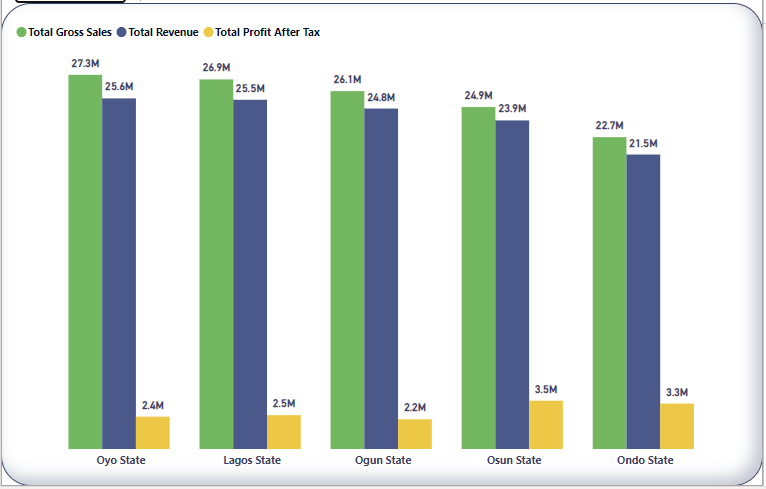 Total Gross Sales Total Revenue Total Profit After Tax
27.3M
25.6M
2.4M
26.9M
25.5M
2.5M
26.1M
24.8M
2.2M
24.9M
23.9M
3.5M
22.7M
21.5M
3.3M
Oyo State Lagos State Ogun State Osun State Ondo State